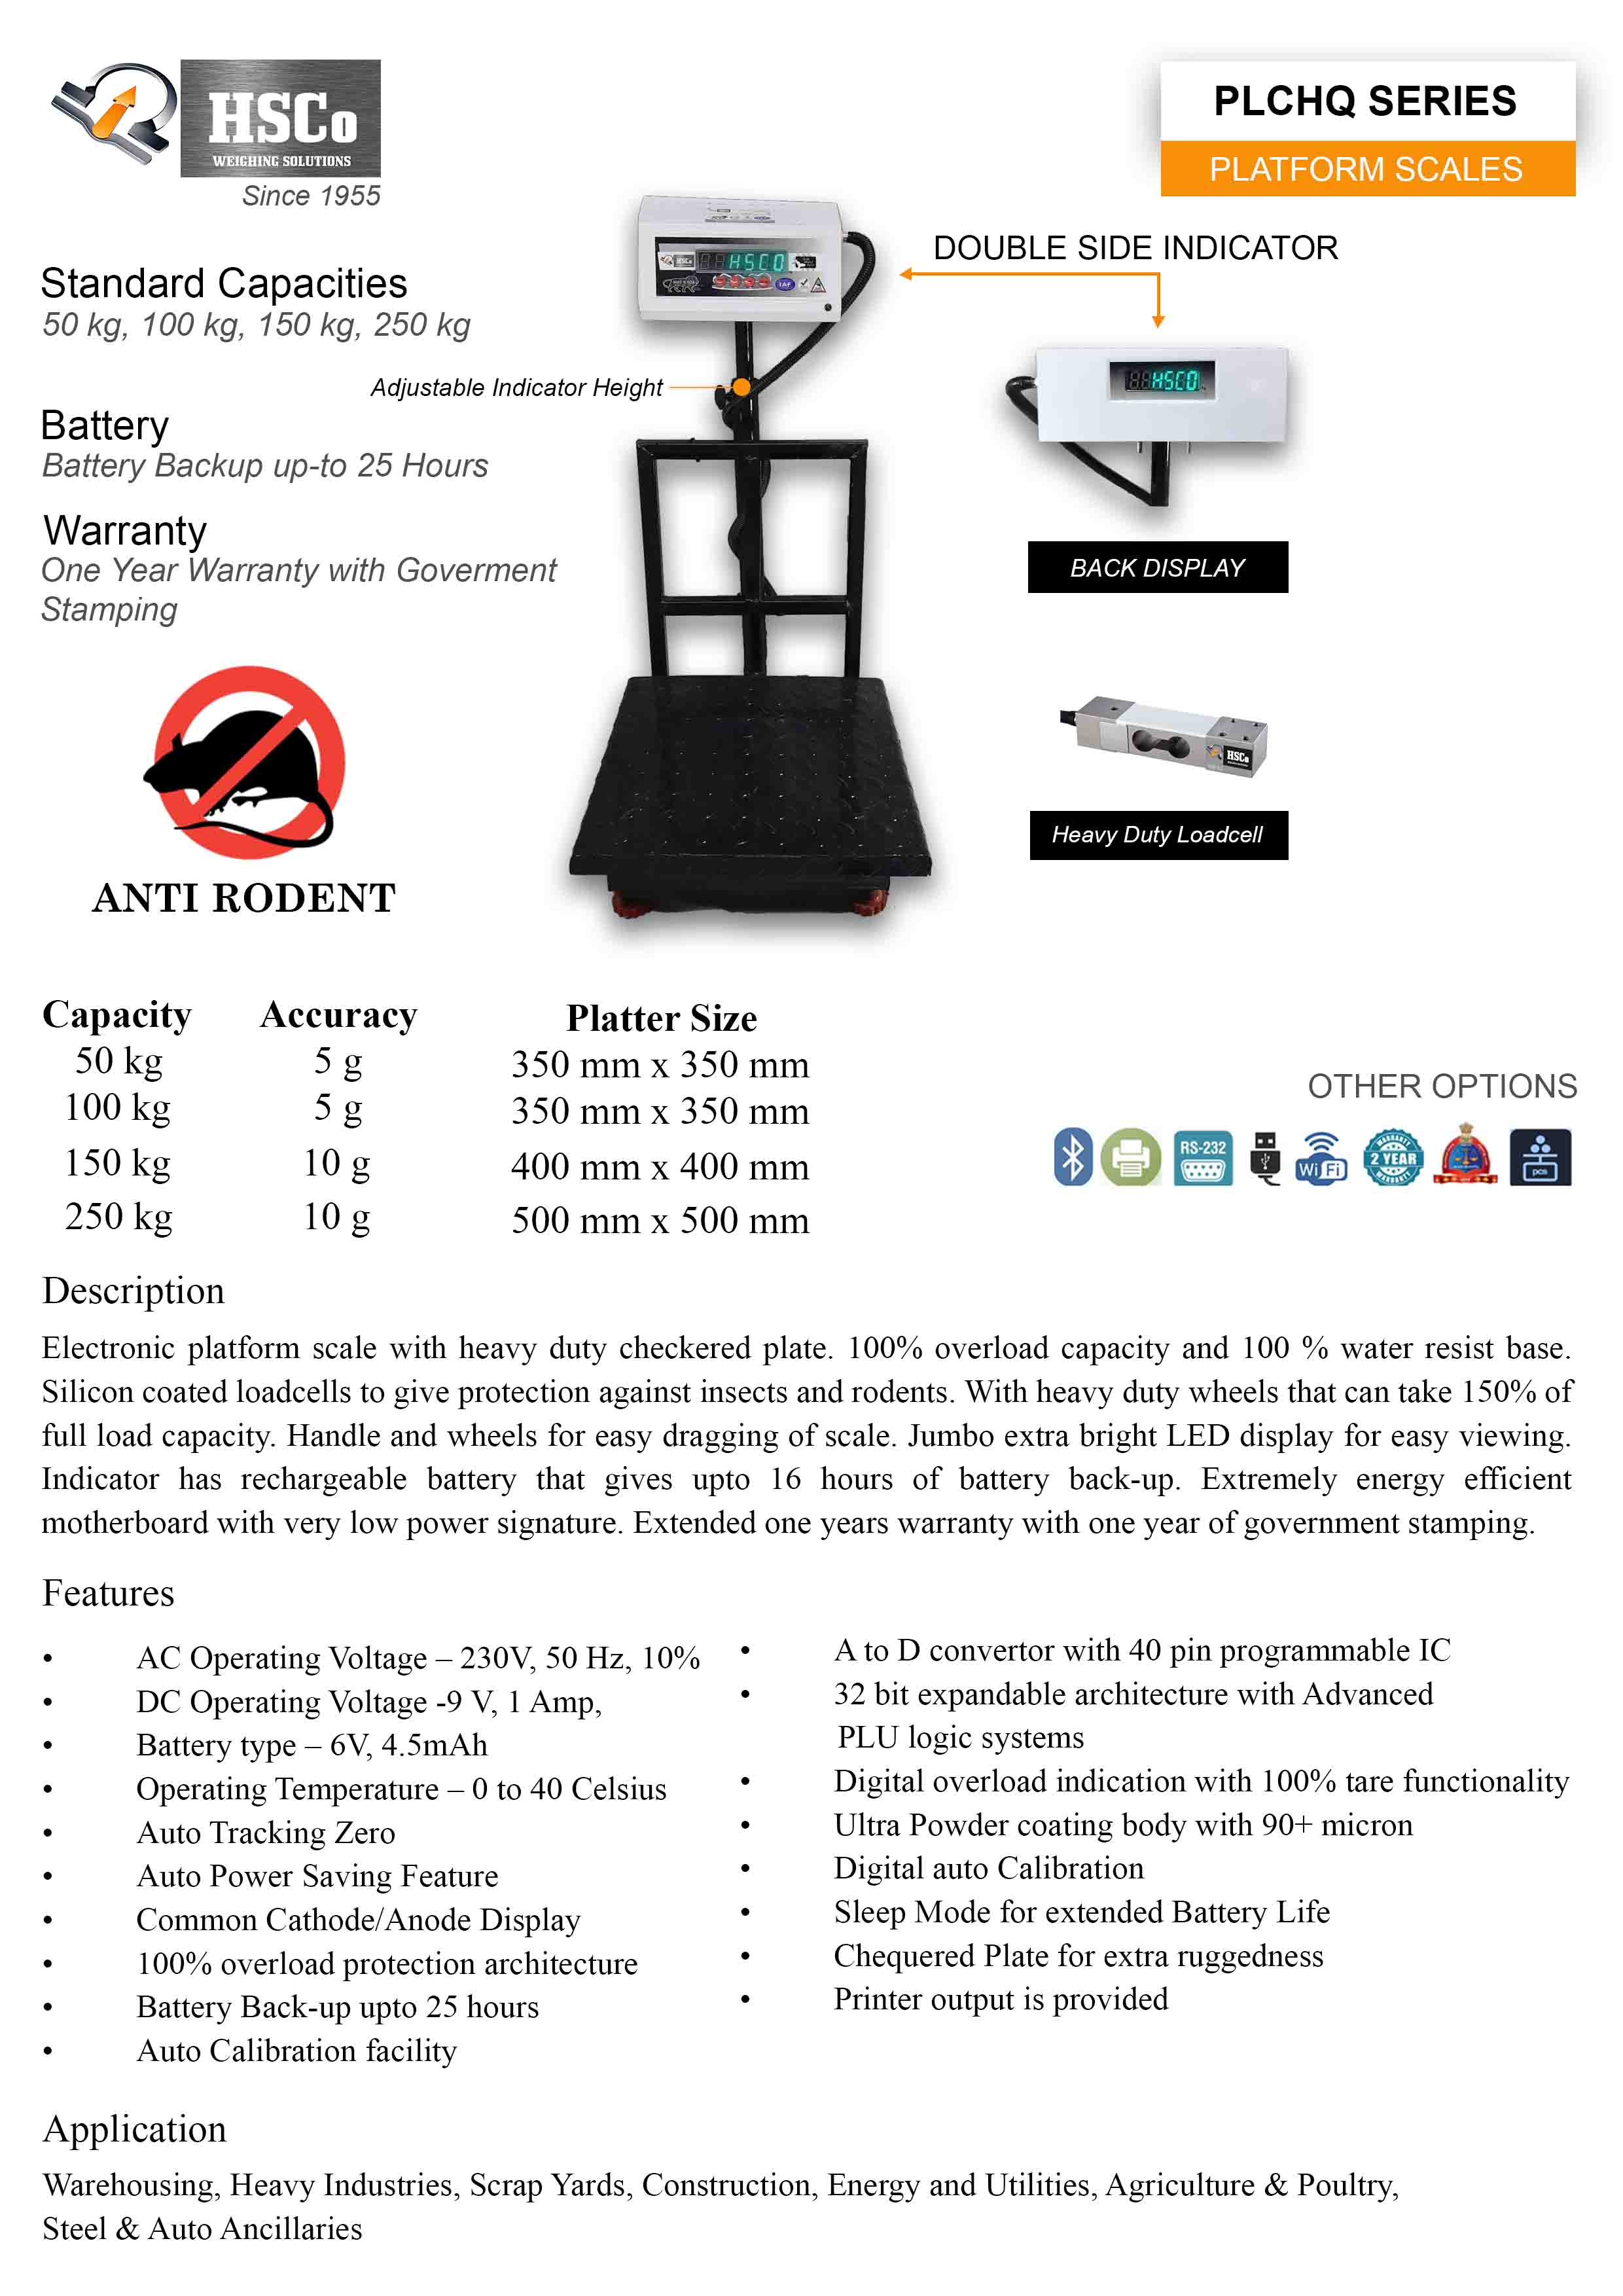 HSCo
WEIGHING SOLUTIONS
Since 1955
PLCHQ SERIES
PLATFORM SCALES
Standard Capacities
50 kg, 100 kg, 150 kg, 250 kg
DOUBLE SIDE INDICATOR
HSCO
HSCo
IAF
HSCO
Adjustable Indicator Height
Battery
Battery Backup up-to 25 Hours
Warranty
One Year Warranty with Goverment
Stamping
BACK DISPLAY
HSCo
Heavy Duty Loadcell
ANTI RODENT
Capacity Accuracy Platter Size
50 kg 5 g 350 mm x 350 mm
100 kg 5 g 350 mm x 350 mm
150 kg 10 g 400 mm x 400 mm
250 kg 10 g 500 mm x 500 mm
OTHER OPTIONS
RS-232
WiFi
WARRANTY
2 YEAR
WARRANTY
pcs
Description
Electronic platform scale with heavy duty checkered plate. 100% overload capacity and 100 % water resist base.
Silicon coated loadcells to give protection against insects and rodents. With heavy duty wheels that can take 150% of
full load capacity. Handle and wheels for easy dragging of scale. Jumbo extra bright LED display for easy viewing.
Indicator has rechargeable battery that gives upto 16 hours of battery back-up. Extremely energy efficient
motherboard with very low power signature. Extended one years warranty with one year of government stamping.
Features
• AC Operating Voltage – 230V, 50 Hz, 10%
• DC Operating Voltage -9 V, 1 Amp,
• Battery type – 6V, 4.5mAh
• Operating Temperature – 0 to 40 Celsius
• Auto Tracking Zero
• Auto Power Saving Feature
• Common Cathode/Anode Display
• 100% overload protection architecture
• Battery Back-up upto 25 hours
• Auto Calibration facility
• A to D convertor with 40 pin programmable IC
• 32 bit expandable architecture with Advanced
PLU logic systems
• Digital overload indication with 100% tare functionality
• Ultra Powder coating body with 90+ micron
• Digital auto Calibration
• Sleep Mode for extended Battery Life
• Chequered Plate for extra ruggedness
• Printer output is provided
Application
Warehousing, Heavy Industries, Scrap Yards, Construction, Energy and Utilities, Agriculture & Poultry,
Steel & Auto Ancillaries